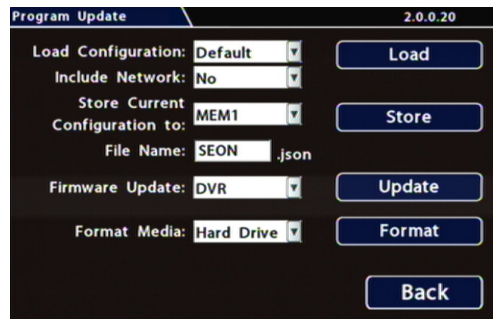 Program Update 2.0.0.20
Load Configuration: Default Load
Include Network: No
Store Current
Configuration to: MEM1 Store
File Name: SEON .json
Firmware Update: DVR Update
Format Media: Hard Drive Format
Back